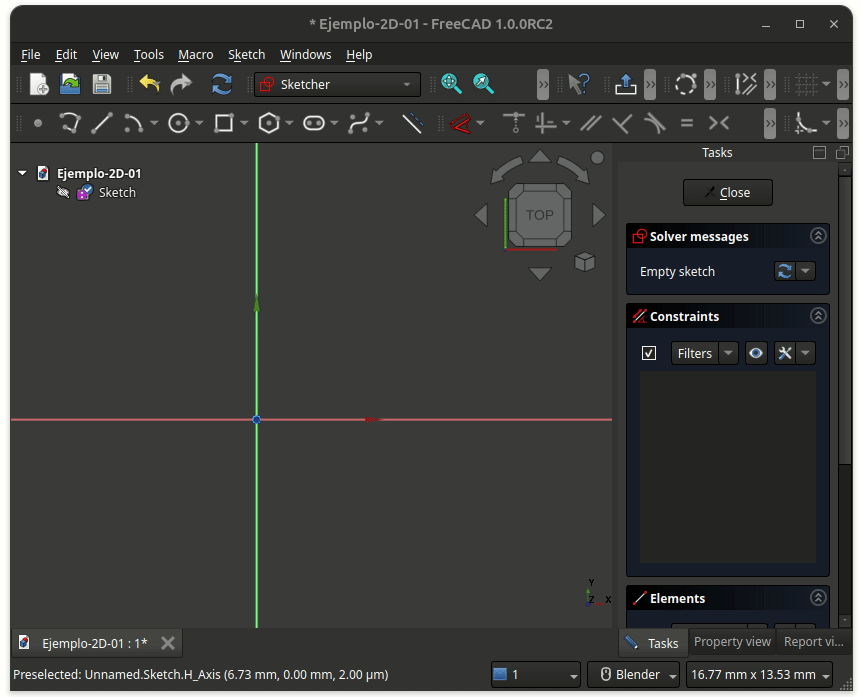 * Ejemplo-2D-01 - FreeCAD 1.0.0RC2
File Edit View Tools Macro Sketch Windows Help
Sketcher
Tasks
Ejemplo-2D-01
Sketch
TOP
Close
Solver messages
Empty sketch
Constraints
Filters
Y
Z X
Elements
Ejemplo-2D-01 : 1*
Tasks Property view Report vi...
Preselected: Unnamed.Sketch.H_Axis (6.73 mm, 0.00 mm, 2.00 µm)
1
Blender
16.77 mm x 13.53 mm